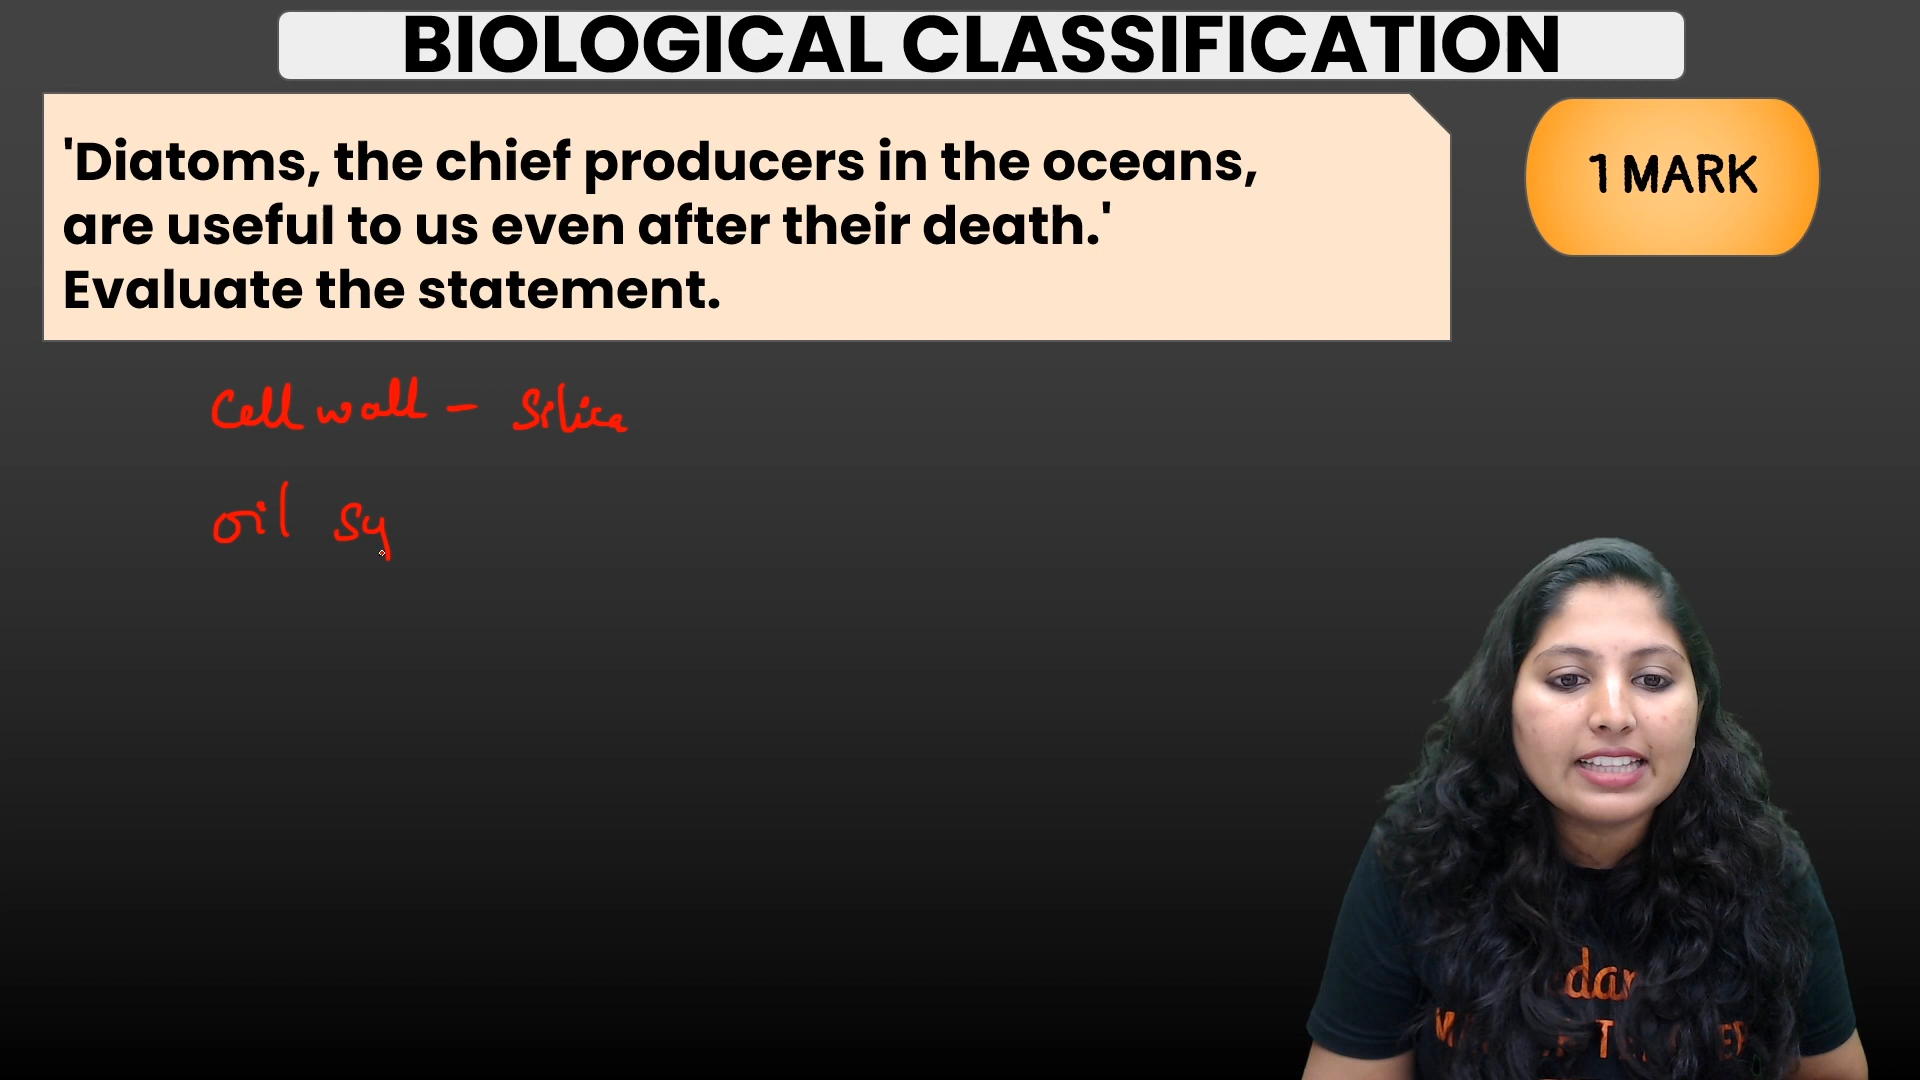 BIOLOGICAL CLASSIFICATION
'Diatoms, the chief producers in the oceans,
are useful to us even after their death.'
Evaluate the statement.
1 MARK
Cell wall - Silica
oil Sy